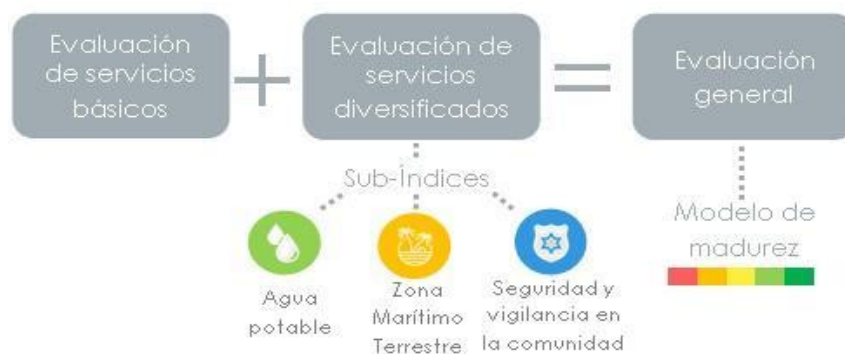 Evaluación
de servicios
básicos
+
Evaluación de
servicios
diversificados
=
Evaluación
general
Sub-Índices
Modelo de
madurez
Agua
potable
Zona
Marítimo
Terrestre
Seguridad y
vigilancia en
la comunidad